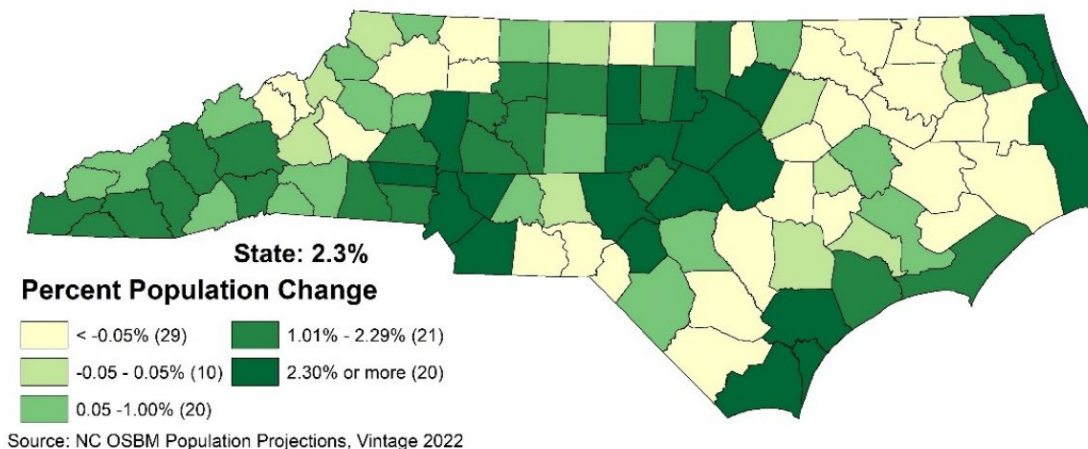 State: 2.3%
Percent Population Change
< -0.05% (29)
-0.05 - 0.05% (10)
0.05 -1.00% (20)
1.01% - 2.29% (21)
2.30% or more (20)
Source: NC OSBM Population Projections, Vintage 2022